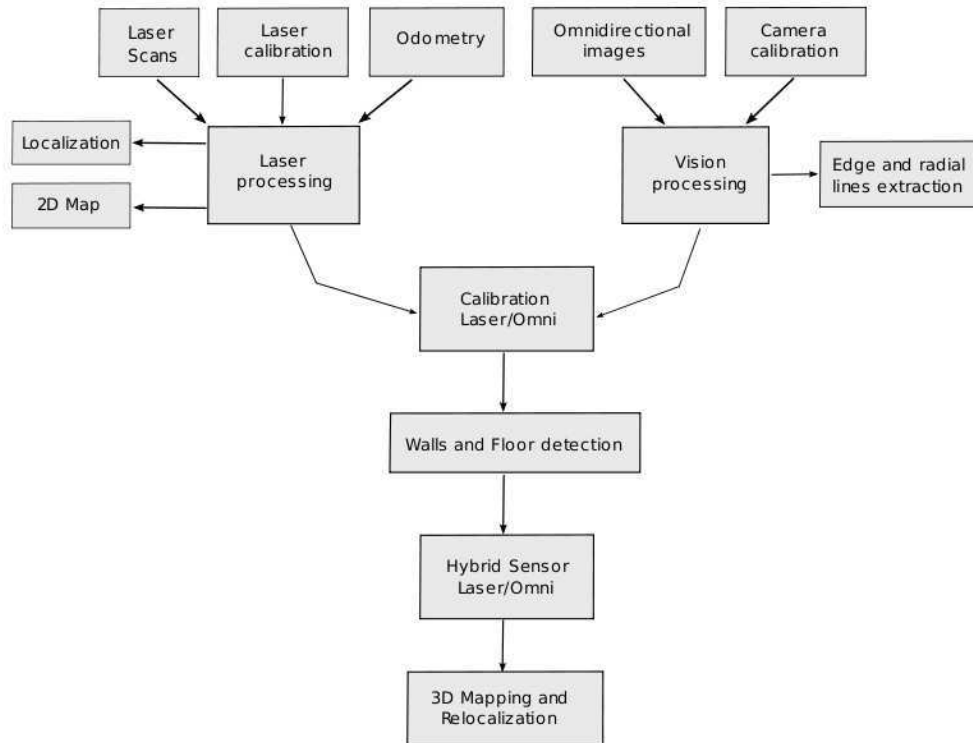 Laser
Scans
Laser
calibration
Odometry
Omnidirectional
images
Camera
calibration
Localization
2D Map
Laser
processing
Vision
processing
Edge and radial
lines extraction
Calibration
Laser/Omni
Walls and Floor detection
Hybrid Sensor
Laser/Omni
3D Mapping and
Relocalization